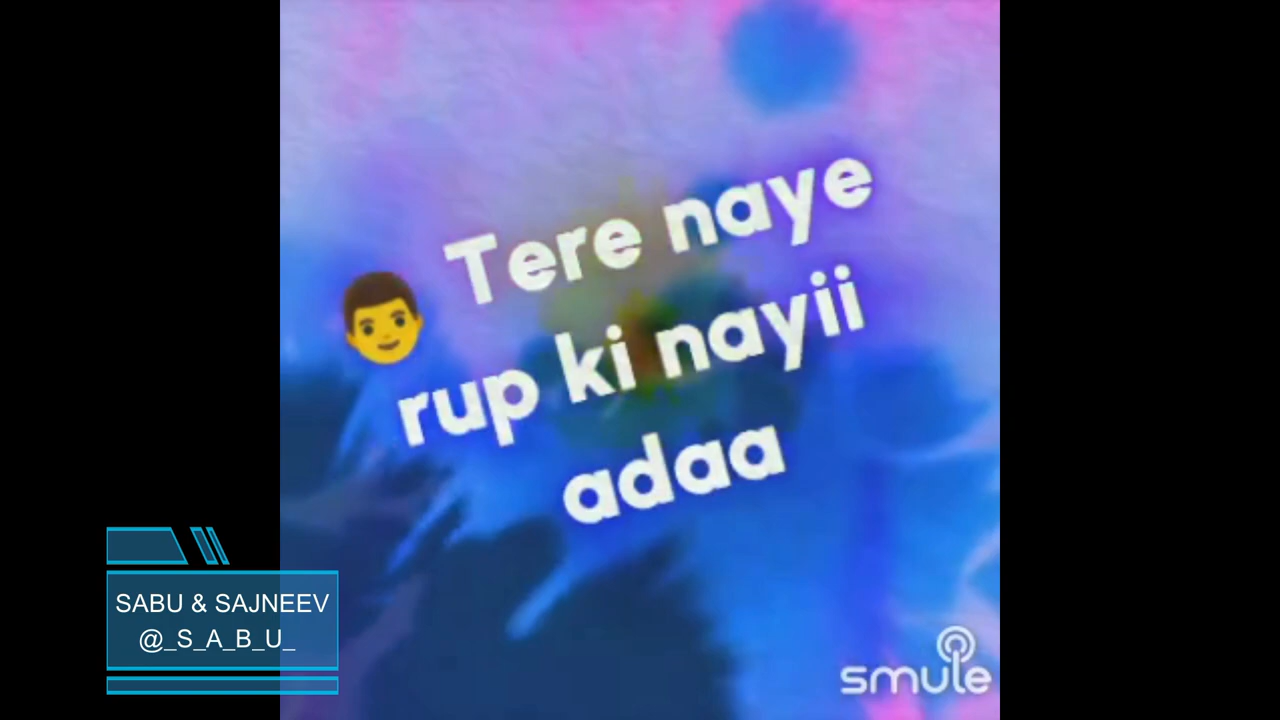 Tere naye
rup ki nayii
adaa
SABU & SAJNEEV
@_S_A_B_U_
smule